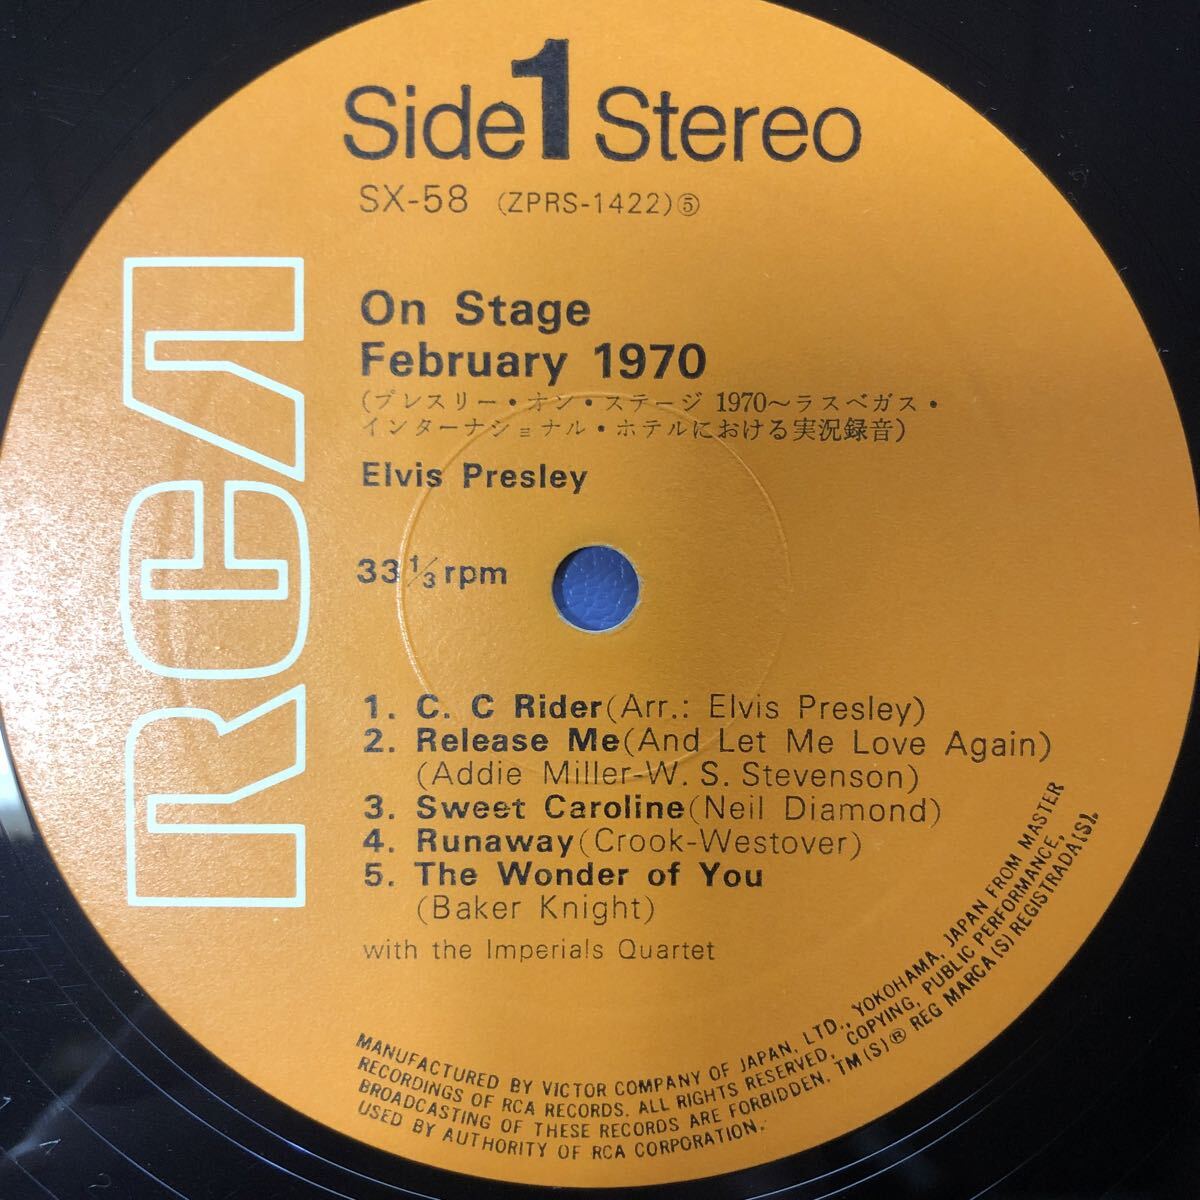 Side 1 Stereo
SX-58 (ZPRS-1422)⑤
On Stage
February 1970
(プレスリー・オン・ステージ 1970〜ラスベガス・
インターナショナル・ホテルにおける実況録音)
Elvis Presley
33 1/3 rpm
RCA
1. C. C Rider(Arr.: Elvis Presley)
2. Release Me(And Let Me Love Again)
(Addie Miller-W. S. Stevenson)
3. Sweet Caroline(Neil Diamond)
4. Runaway(Crook-Westover)
5. The Wonder of You
(Baker Knight)
with the Imperials Quartet
MANUFACTURED BY VICTOR COMPANY OF JAPAN, LTD., YOKOHAMA, JAPAN FROM MASTER
RECORDINGS OF RCA RECORDS. ALL RIGHTS RESERVED, COPYING, PUBLIC PERFORMANCE,
BROADCASTING OF THESE RECORDS ARE FORBIDDEN. TM(S)® REG MARCA(S) REGISTRADA(S).
USED BY AUTHORITY OF RCA CORPORATION.